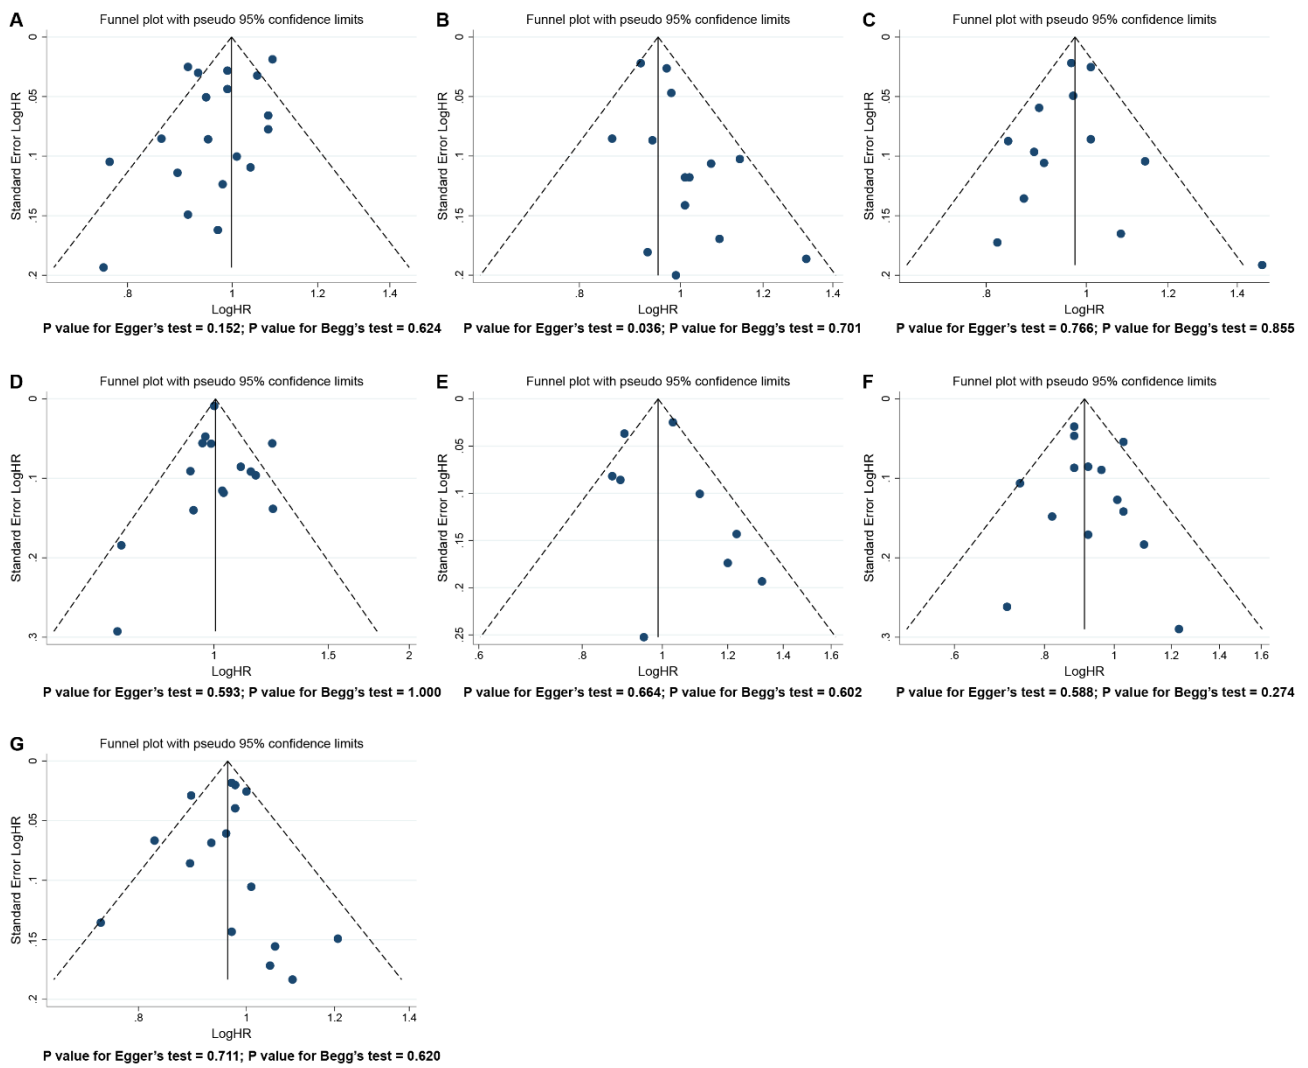 A
Funnel plot with pseudo 95% confidence limits
Standard Error LogHR
0
.05
.1
.15
.2
.8
1
1.2
1.4
LogHR
P value for Egger's test = 0.152; P value for Begg's test = 0.624
B
Funnel plot with pseudo 95% confidence limits
Standard Error LogHR
0
.05
.1
.15
.2
.8
1
1.2
1.4
LogHR
P value for Egger's test = 0.036; P value for Begg's test = 0.701
C
Funnel plot with pseudo 95% confidence limits
Standard Error LogHR
0
.05
.1
.15
.2
.8
1
1.2
1.4
LogHR
P value for Egger's test = 0.766; P value for Begg's test = 0.855
D
Funnel plot with pseudo 95% confidence limits
Standard Error LogHR
0
.1
.2
.3
1
1.5
2
LogHR
P value for Egger's test = 0.593; P value for Begg's test = 1.000
E
Funnel plot with pseudo 95% confidence limits
Standard Error LogHR
0
.05
.1
.15
.2
.25
.6
.8
1
1.2
1.4
1.6
LogHR
P value for Egger's test = 0.664; P value for Begg's test = 0.602
F
Funnel plot with pseudo 95% confidence limits
Standard Error LogHR
0
.1
.2
.3
.6
.8
1
1.2
1.4
1.6
LogHR
P value for Egger's test = 0.588; P value for Begg's test = 0.274
G
Funnel plot with pseudo 95% confidence limits
Standard Error LogHR
0
.05
.1
.15
.2
.8
1
1.2
1.4
LogHR
P value for Egger's test = 0.711; P value for Begg's test = 0.620